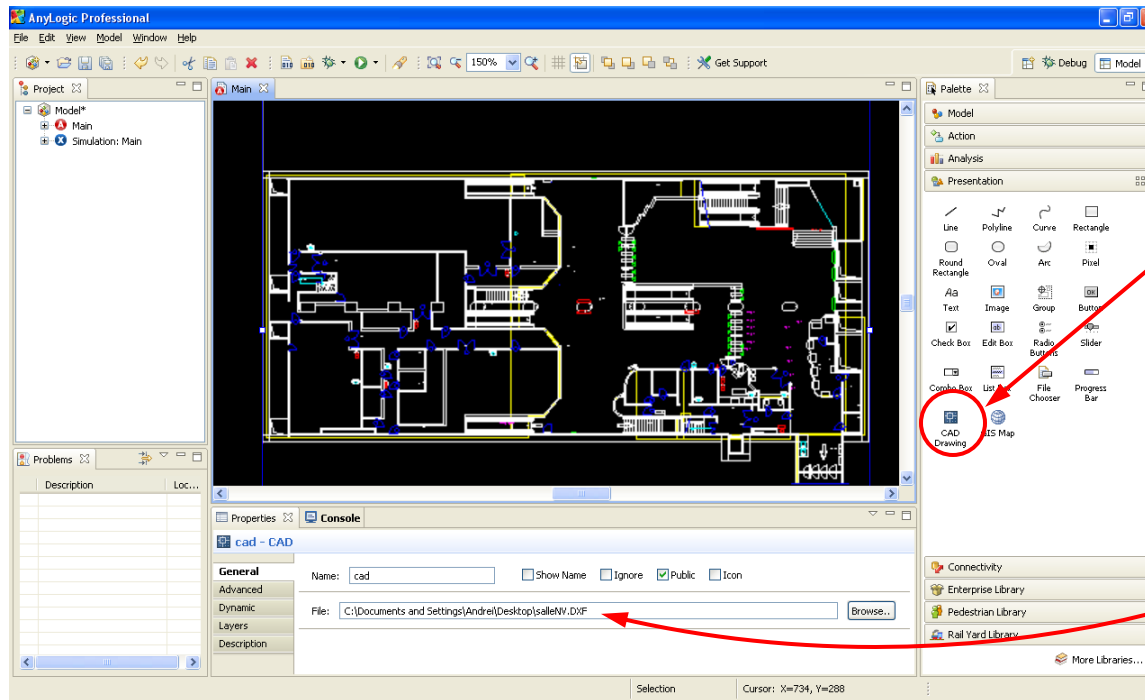 AnyLogic Professional
File Edit View Model Window Help
150% Get Support Debug Model
Project
Model*
Main
Simulation: Main
Main
Palette
Model
Action
Analysis
Presentation
Line Polyline Curve Rectangle
Round Rectangle Oval Arc Pixel
Text Image Group Button
Check Box Edit Box Radio Buttons Slider
Combo Box List Box File Chooser Progress Bar
CAD Drawing GIS Map
Connectivity
Enterprise Library
Pedestrian Library
Rail Yard Library
More Libraries...
Problems
Description Loc...
Properties Console
cad - CAD
General
Advanced
Dynamic
Layers
Description
Name: cad Show Name Ignore Public Icon
File: C:\Documents and Settings\Andrei\Desktop\salleNV.DXF Browse..
Selection Cursor: X=734, Y=288